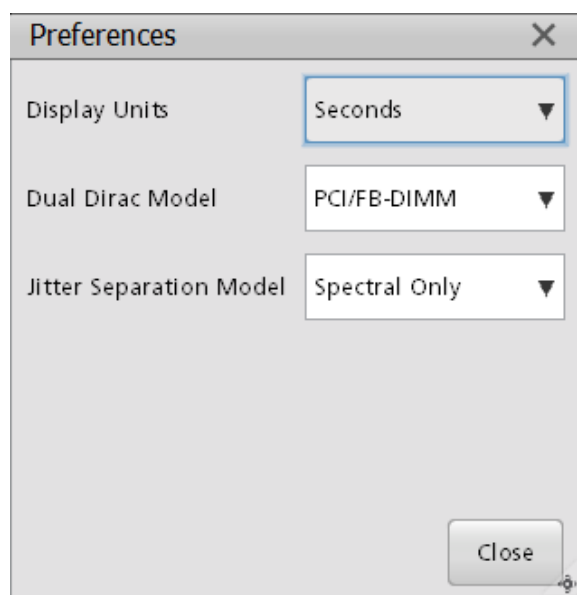 Preferences
Display Units Seconds
Dual Dirac Model PCI/FB-DIMM
Jitter Separation Model Spectral Only
Close